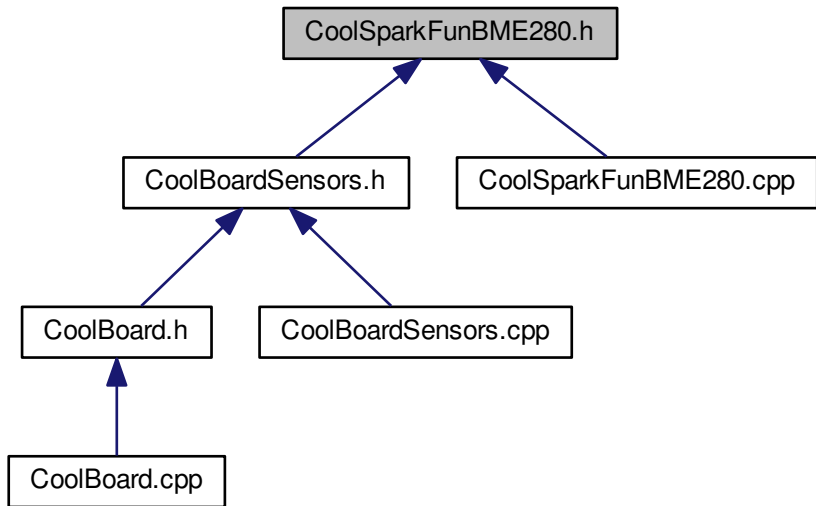 CoolSparkFunBME280.h
CoolBoardSensors.h
CoolSparkFunBME280.cpp
CoolBoard.h
CoolBoardSensors.cpp
CoolBoard.cpp